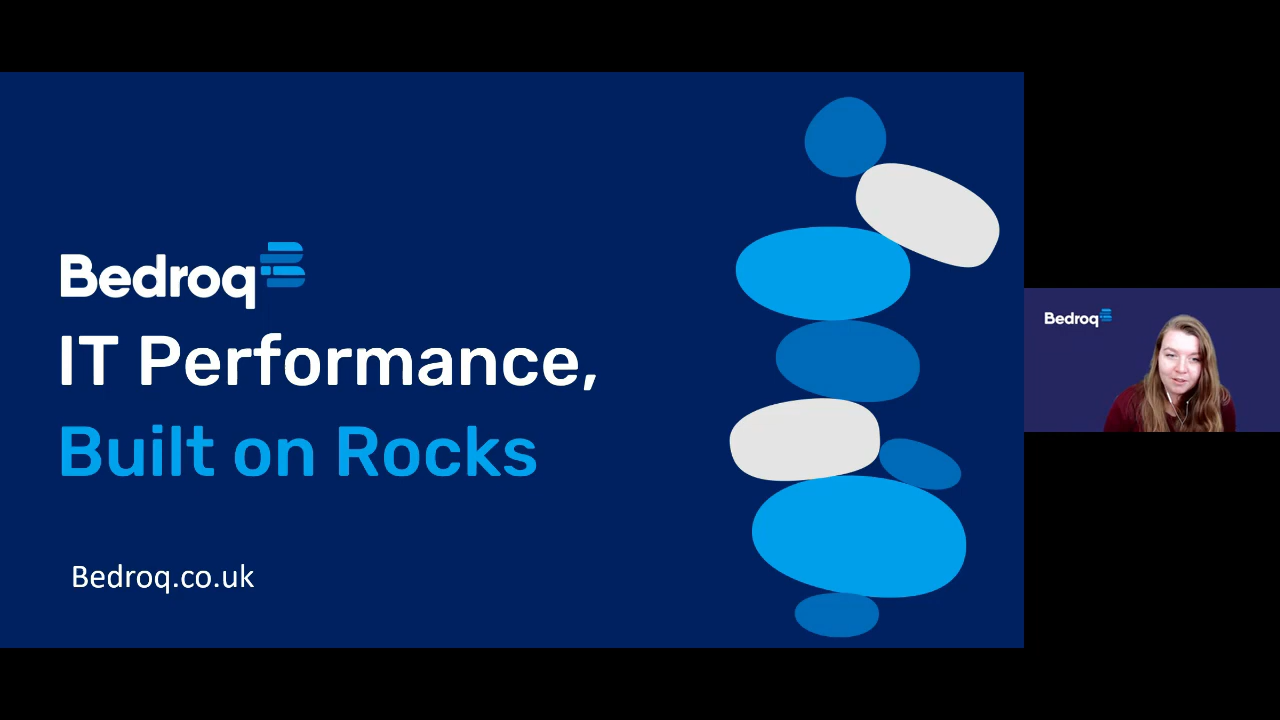 Bedroq
IT Performance,
Built on Rocks
Bedroq.co.uk
Bedroq